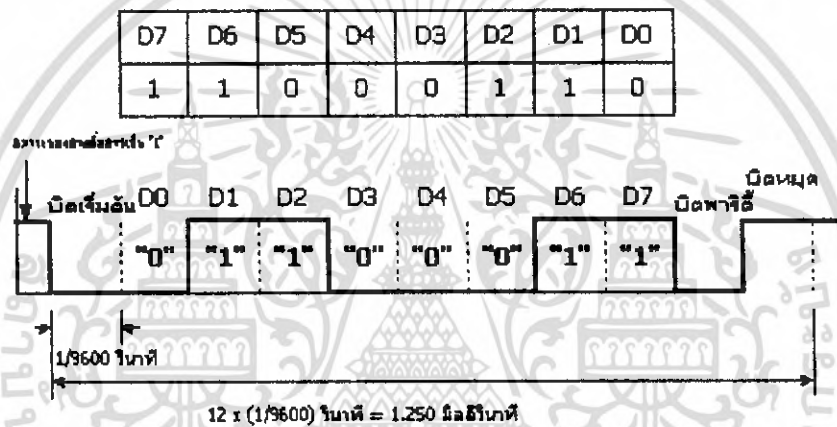 D7 D6 D5 D4 D3 D2 D1 D0
1 1 0 0 0 1 1 0
"1"
บิตเริ่มต้น D0 D1 D2 D3 D4 D5 D6 D7 บิตพาริตี้ บิตหยุด
"0" "1" "1" "0" "0" "0" "1" "1"
1/9600 วินาที
12 x (1/9600) วินาที = 1.250 มิลลิวินาที